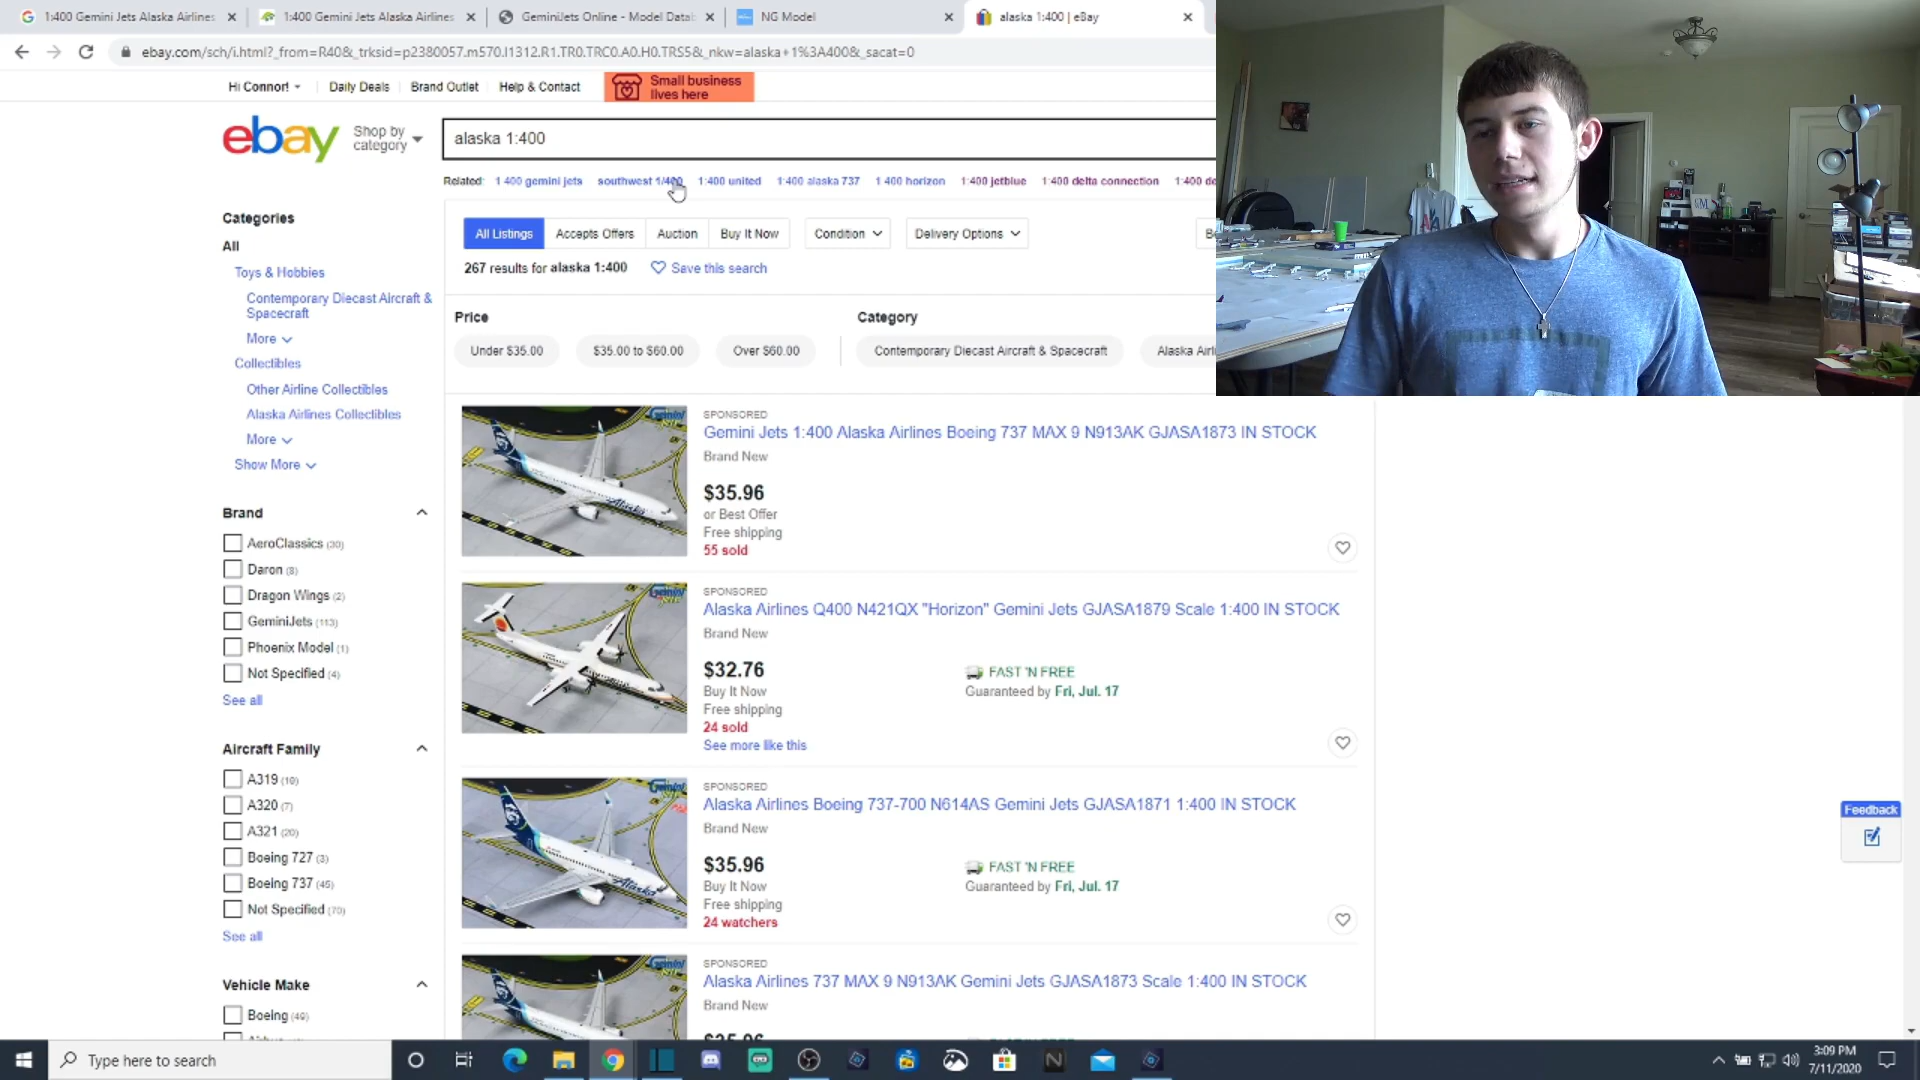 1:400 Gemini Jets Alaska Airlines
1:400 Gemini Jets Alaska Airlines
GeminiJets Online - Model Datab
NG Model
alaska 1:400 | eBay
ebay.com/sch/i.html?_from=R40&_trksid=p2380057.m570.l1312.R1.TR0.TRC0.A0.H0.TRS5&_nkw=alaska+1%3A400&_sacat=0
Hi Connor!
Daily Deals
Brand Outlet
Help & Contact
Small business
lives here
ebay
Shop by
category
alaska 1:400
Related: 1 400 gemini jets southwest 1/400 1:400 united 1:400 alaska 737 1 400 horizon 1:400 jetblue 1:400 delta connection 1:400 de
Categories
All
Toys & Hobbies
Contemporary Diecast Aircraft &
Spacecraft
More
Collectibles
Other Airline Collectibles
Alaska Airlines Collectibles
More
Show More
Brand
AeroClassics (30)
Daron (8)
Dragon Wings (2)
GeminiJets (113)
Phoenix Model (1)
Not Specified (4)
See all
Aircraft Family
A319 (10)
A320 (7)
A321 (20)
Boeing 727 (3)
Boeing 737 (45)
Not Specified (70)
See all
Vehicle Make
Boeing (49)
All Listings
Accepts Offers
Auction
Buy It Now
Condition
Delivery Options
267 results for alaska 1:400
Save this search
Price
Under $35.00
$35.00 to $60.00
Over $60.00
Category
Contemporary Diecast Aircraft & Spacecraft
Alaska Airl
SPONSORED
Gemini Jets 1:400 Alaska Airlines Boeing 737 MAX 9 N913AK GJASA1873 IN STOCK
Brand New
$35.96
or Best Offer
Free shipping
55 sold
SPONSORED
Alaska Airlines Q400 N421QX "Horizon" Gemini Jets GJASA1879 Scale 1:400 IN STOCK
Brand New
$32.76
Buy It Now
Free shipping
24 sold
See more like this
FAST 'N FREE
Guaranteed by Fri, Jul. 17
SPONSORED
Alaska Airlines Boeing 737-700 N614AS Gemini Jets GJASA1871 1:400 IN STOCK
Brand New
$35.96
Buy It Now
Free shipping
24 watchers
FAST 'N FREE
Guaranteed by Fri, Jul. 17
SPONSORED
Alaska Airlines 737 MAX 9 N913AK Gemini Jets GJASA1873 Scale 1:400 IN STOCK
Brand New
$35.96
Feedback
Type here to search
3:09 PM
7/11/2020